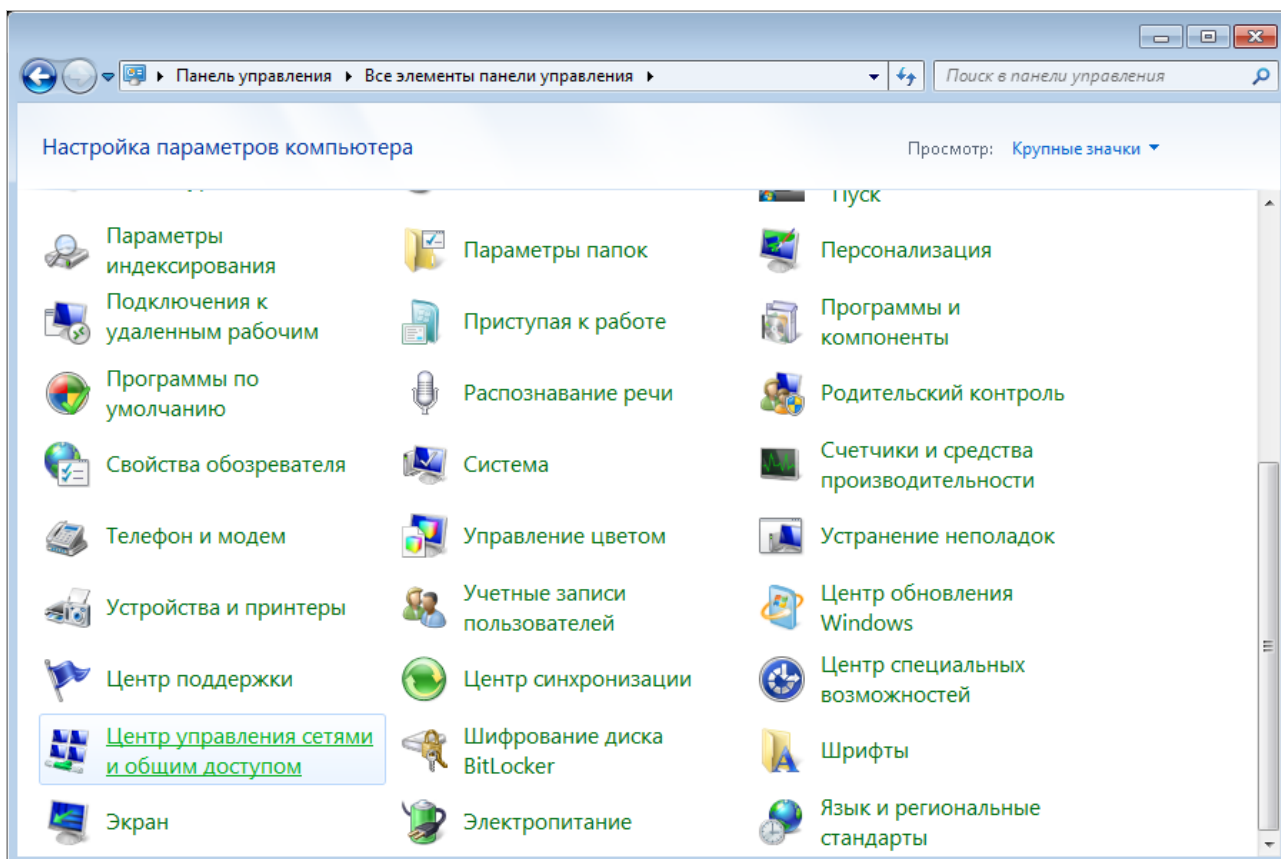 Панель управления ▸ Все элементы панели управления ▸
Поиск в панели управления
Настройка параметров компьютера
Просмотр: Крупные значки
Пуск
Параметры
индексирования
Параметры папок
Персонализация
Подключения к
удаленным рабочим
Приступая к работе
Программы и
компоненты
Программы по
умолчанию
Распознавание речи
Родительский контроль
Свойства обозревателя
Система
Счетчики и средства
производительности
Телефон и модем
Управление цветом
Устранение неполадок
Устройства и принтеры
Учетные записи
пользователей
Центр обновления
Windows
Центр поддержки
Центр синхронизации
Центр специальных
возможностей
Центр управления сетями
и общим доступом
Шифрование диска
BitLocker
Шрифты
Экран
Электропитание
Язык и региональные
стандарты